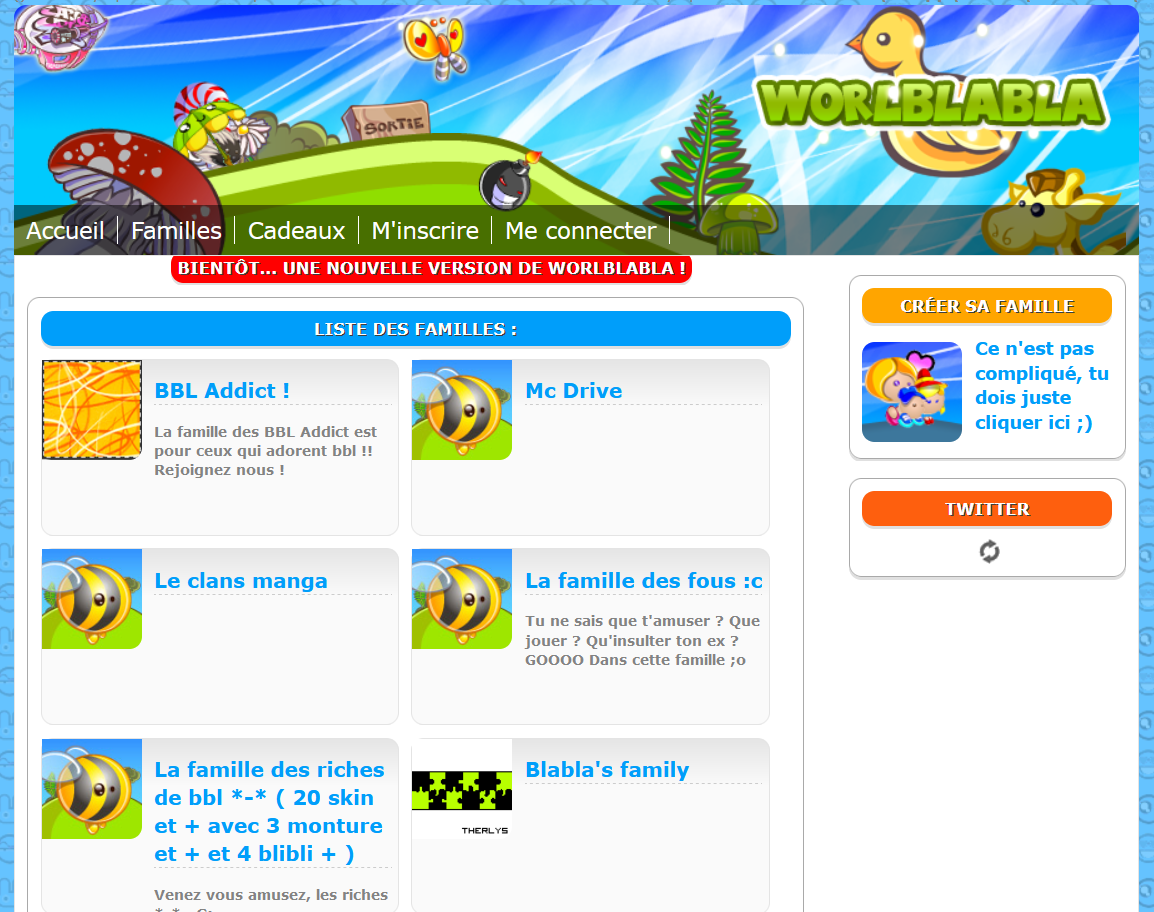 WORLBLABLA
SORTIE
Accueil
Familles
Cadeaux
M'inscrire
Me connecter
BIENTÔT... UNE NOUVELLE VERSION DE WORLBLABLA !
LISTE DES FAMILLES :
BBL Addict !
La famille des BBL Addict est
pour ceux qui adorent bbl !!
Rejoignez nous !
Mc Drive
Le clans manga
La famille des fous :c
Tu ne sais que t'amuser ? Que
jouer ? Qu'insulter ton ex ?
GOOOO Dans cette famille ;o
La famille des riches
de bbl *-* ( 20 skin
et + avec 3 monture
et + et 4 blibli + )
Venez vous amusez, les riches
Blabla's family
THERLYS
CRÉER SA FAMILLE
Ce n'est pas
compliqué, tu
dois juste
cliquer ici ;)
TWITTER